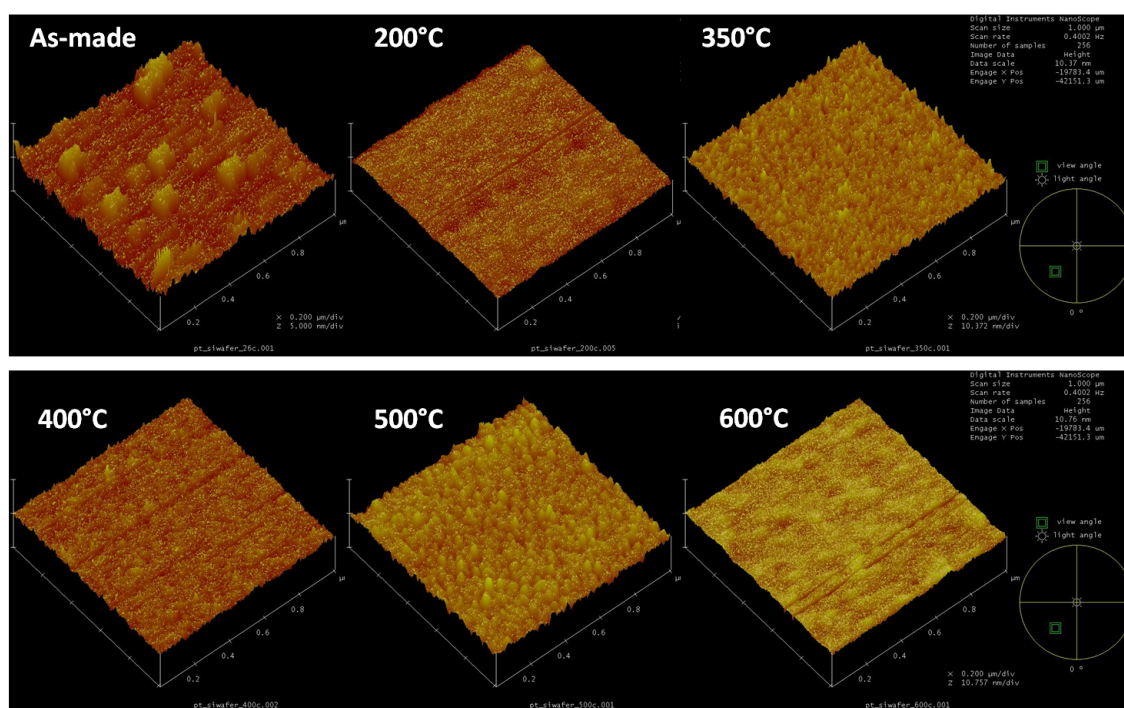 As-made
200°C
350°C
Digital Instruments NanoScope
Scan size 1.000 µm
Scan rate 0.4002 Hz
Number of samples 256
Image Data Height
Data scale 10.37 nm
Engage X Pos -19783.4 um
Engage Y Pos -42151.3 um
view angle
light angle
0 °
µm
0.8
0.6
0.4
0.2
X 0.200 µm/div
Z 5.000 nm/div
pt_siwafer_26c.001
µm
0.8
0.6
0.4
0.2
pt_siwafer_200c.005
µm
0.8
0.6
0.4
0.2
X 0.200 µm/div
Z 10.372 nm/div
pt_siwafer_350c.001
400°C
500°C
600°C
Digital Instruments NanoScope
Scan size 1.000 µm
Scan rate 0.4002 Hz
Number of samples 256
Image Data Height
Data scale 10.76 nm
Engage X Pos -19783.4 um
Engage Y Pos -42151.3 um
view angle
light angle
0 °
µm
0.8
0.6
0.4
0.2
pt_siwafer_400c.002
0.8
0.6
0.4
0.2
pt_siwafer_500c.001
µm
0.8
0.6
0.4
0.2
X 0.200 µm/div
Z 10.757 nm/div
pt_siwafer_600c.001